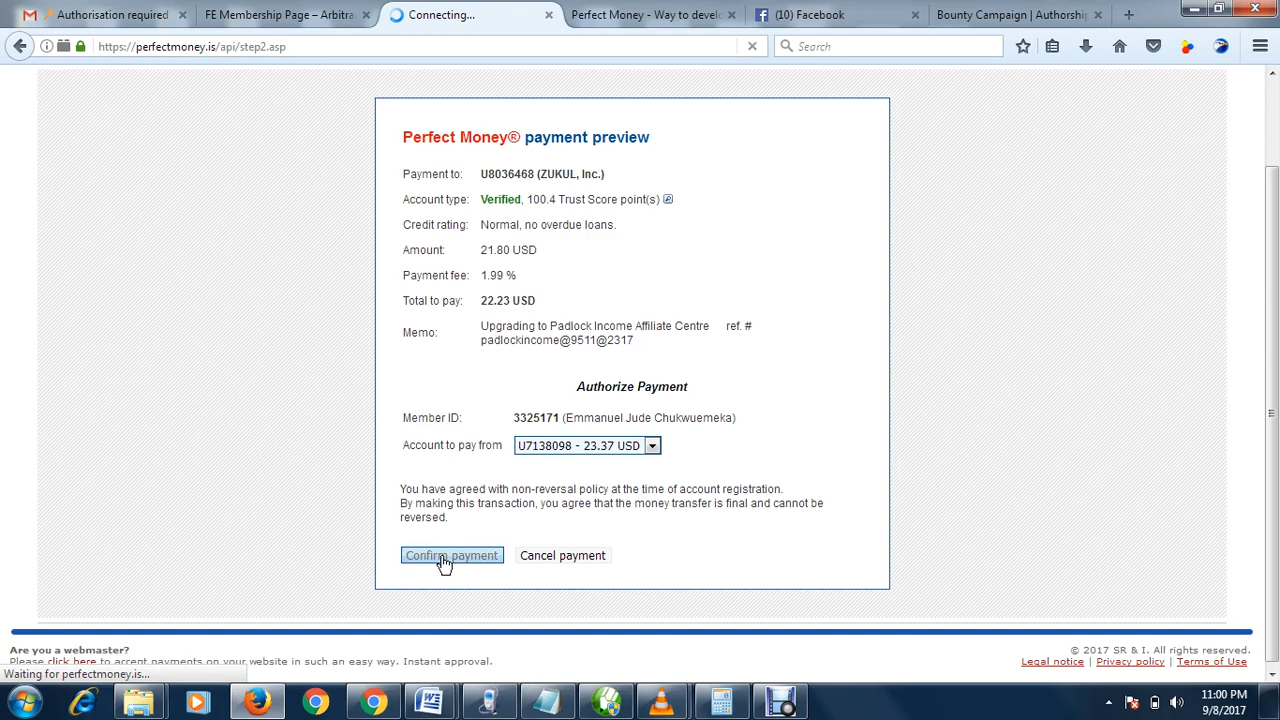 Authorisation required
FE Membership Page – Arbitra
Connecting...
Perfect Money - Way to devel
(10) Facebook
Bounty Campaign | Authorshi
https://perfectmoney.is/api/step2.asp
Search
Perfect Money® payment preview
Payment to: U8036468 (ZUKUL, Inc.)
Account type: Verified, 100.4 Trust Score point(s)
Credit rating: Normal, no overdue loans.
Amount: 21.80 USD
Payment fee: 1.99 %
Total to pay: 22.23 USD
Memo: Upgrading to Padlock Income Affiliate Centre ref. #
padlockincome@9511@2317
Authorize Payment
Member ID: 3325171 (Emmanuel Jude Chukwuemeka)
Account to pay from U7138098 - 23.37 USD
You have agreed with non-reversal policy at the time of account registration.
By making this transaction, you agree that the money transfer is final and cannot be
reversed.
Confirm payment Cancel payment
Are you a webmaster?
Please click here to accept payments on your website in such an easy way. Instant approval.
© 2017 SR & I. All rights reserved.
Legal notice | Privacy policy | Terms of Use
Waiting for perfectmoney.is...
11:00 PM
9/8/2017